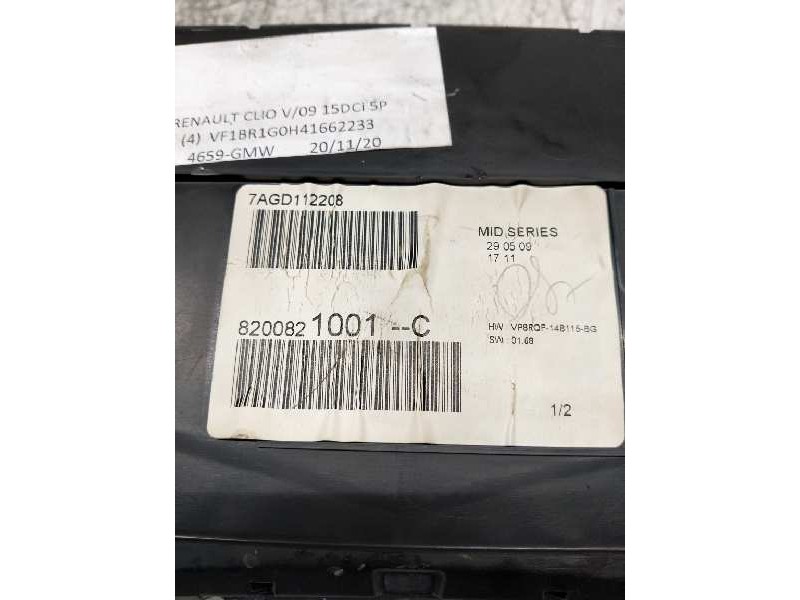 RENAULT CLIO V/09 15DCI 5P
(4) VF1BR1G0H41662233
4659-GMW 20/11/20
7AGD112208
MID SERIES
29 05 09
17 11
8200821001 --C
HW : VP8RQF-14B115-BG
SW : 01.68
1/2